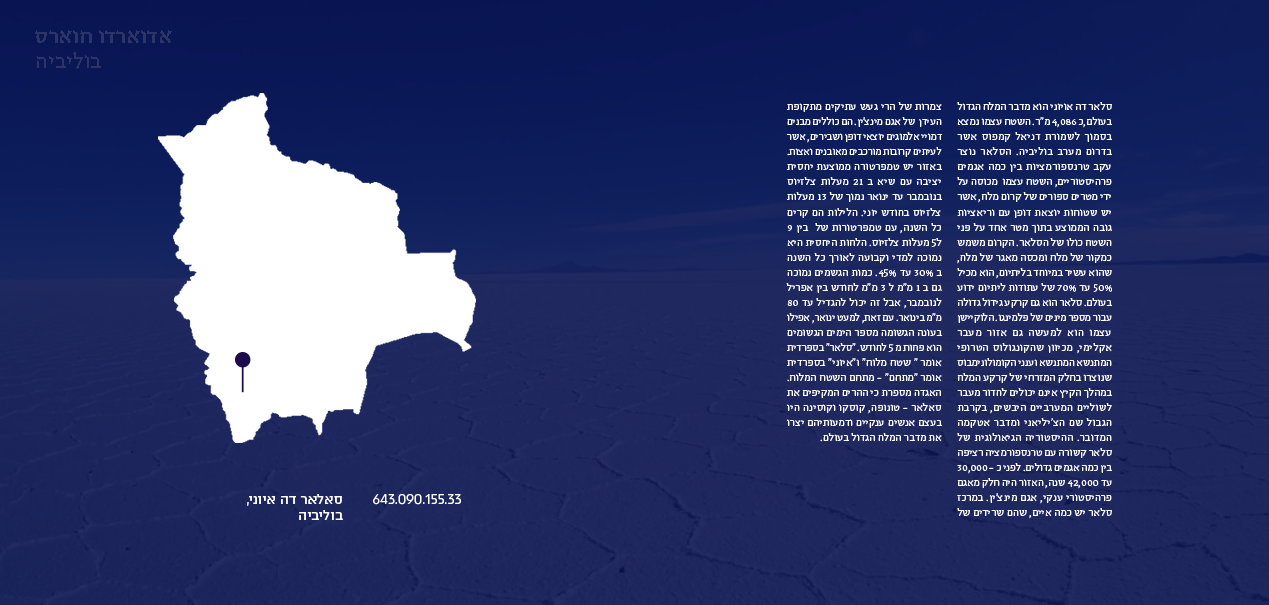 אדוארדו חוארס
בוליביה
סלאר דה אויוני הוא מדבר המלח הגדול
בעולם, כ 4,086 מ"ר. השטח עצמו נמצא
בסמוך לשמורת דניאל קמפוס אשר
בדרום מערב בוליביה. הסלאר נוצר
עקב טרנספורמציות בין כמה אגמים
פרהיסטוריים, השטח עצמו מכוסה על
ידי מטרים ספורים של קרום מלח, אשר
יש שטוחות יוצאת דופן עם וריאציות
גובה הממוצע בתוך מטר אחד על פני
השטח כולו של הסלאר. הקרום משמש
כמקור של מלח ומכסה מאגר של מלח,
שהוא עשיר במיוחד בליתיום, הוא מכיל
50% עד 70% של עתודות ליתיום ידוע
בעולם. סלאר הוא גם קרקע גידול גדולה
עבור מספר מינים של פלמינגו. הלוקיישן
עצמו הוא למעשה גם אזור מעבר
אקלימי, מכיוון שהקונגולוס הטרופי
המתנשא המתנשא וענני הקומולונימבוס
שנוצרו בחלק המזרחי של קרקע המלח
במהלך הקיץ אינם יכולים לחדור מעבר
לשוליים המערביים היבשים, בקרבת
הגבול שם הצ'יליאני ומדבר אטקמה
המדובר. ההיסטוריה הגיאולוגית של
סלאר קשורה עם טרנספורמציה רציפה
בין כמה אגמים גדולים. לפני כ – 30,000
עד 42,000 שנה, האזור היה חלק מאגם
פרהיסטורי ענקי, אגם מינצ'ין. במרכז
סלאר יש כמה איים, שהם שרידים של
צמרות של הרי געש עתיקים מתקופת
העידן של אגם מינצ'ין. הם כוללים מבנים
דמויי אלמוגים יוצאי דופן ושבירים, אשר
לעיתים קרובות מורכבים מאובנים ואצות.
באזור יש טמפרטורה ממוצעת יחסית
יציבה עם שיא ב 21 מעלות צלזיוס
בנובמבר עד ינואר נמוך של 13 מעלות
צלזיוס בחודש יוני. הלילות הם קרים
כל השנה, עם טמפרטורות של בין 9
ל5 מעלות צלזיוס. הלחות היחסית היא
נמוכה למדי וקבועה לאורך כל השנה
ב 30% עד 45%. כמות הגשמים נמוכה
גם ב 1 מ"מ ל 3 מ"מ לחודש בין אפריל
לנובמבר, אבל זה יכול להגדיל עד 80
מ"מ בינואר. עם זאת, למעט ינואר, אפילו
בעונה הגשומה מספר הימים הגשומים
הוא פחות מ 5 לחודש. "סלאר" בספרדית
אומר " שטח מלוח" ו"איוני" בספרדית
אומר "מתחם" – מתחם השטח המלוח.
האגדה מספרת כי ההרים המקיפים את
סאלאר – טונופה, קוסקו וקוסינה היו
בעצם אנשים ענקיים ודמעותיהם יצרו
את מדבר המלח הגדול בעולם.
643.090.155.33
סאלאר דה איוני,
בוליביה